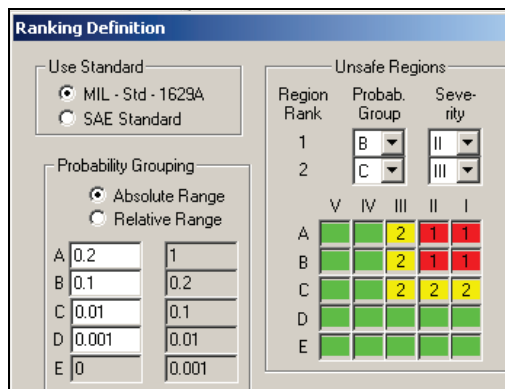 Ranking Definition
Use Standard
MIL - Std - 1629A
SAE Standard
Probability Grouping
Absolute Range
Relative Range
A 0.2 1
B 0.1 0.2
C 0.01 0.1
D 0.001 0.01
E 0 0.001
Unsafe Regions
Region Probab. Seve-
Rank Group rity
1 B II
2 C III
V IV III II I
A 2 1 1
B 2 1 1
C 2 2 2
D
E